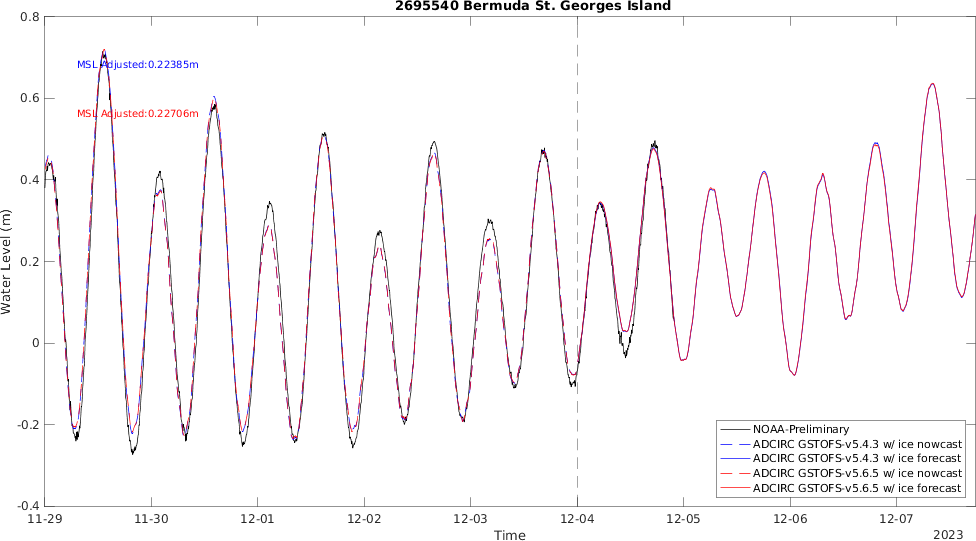 2695540 Bermuda St. Georges Island
0.8
MSL Adjusted:0.22385m
0.6
MSL Adjusted:0.22706m
0.4
0.2
0
-0.2
-0.4
Water Level (m)
NOAA-Preliminary
ADCIRC GSTOFS-v5.4.3 w/ ice nowcast
ADCIRC GSTOFS-v5.4.3 w/ ice forecast
ADCIRC GSTOFS-v5.6.5 w/ ice nowcast
ADCIRC GSTOFS-v5.6.5 w/ ice forecast
11-29 11-30 12-01 12-02 12-03 12-04 12-05 12-06 12-07
Time
2023